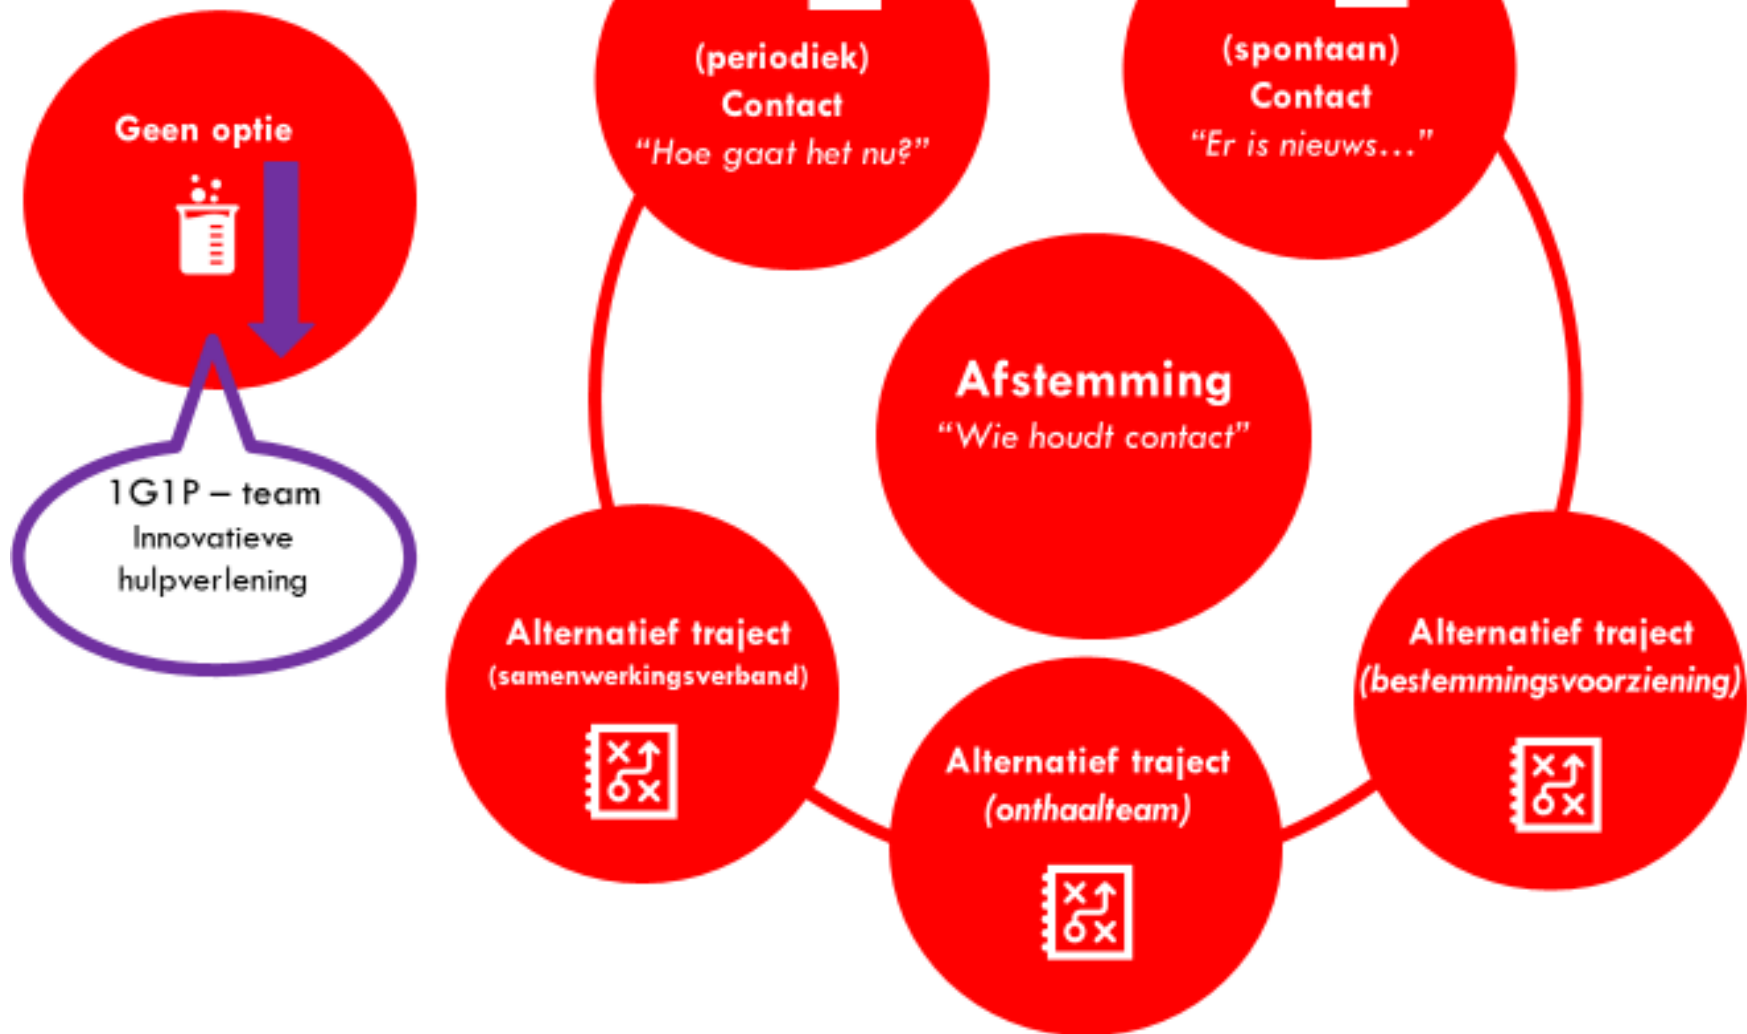 Geen optie
1G1P – team
Innovatieve
hulpverlening
(periodiek)
Contact
“Hoe gaat het nu?”
(spontaan)
Contact
“Er is nieuws...”
Afstemming
“Wie houdt contact”
Alternatief traject
(samenwerkingsverband)
Alternatief traject
(onthaalteam)
Alternatief traject
(bestemmingsvoorziening)